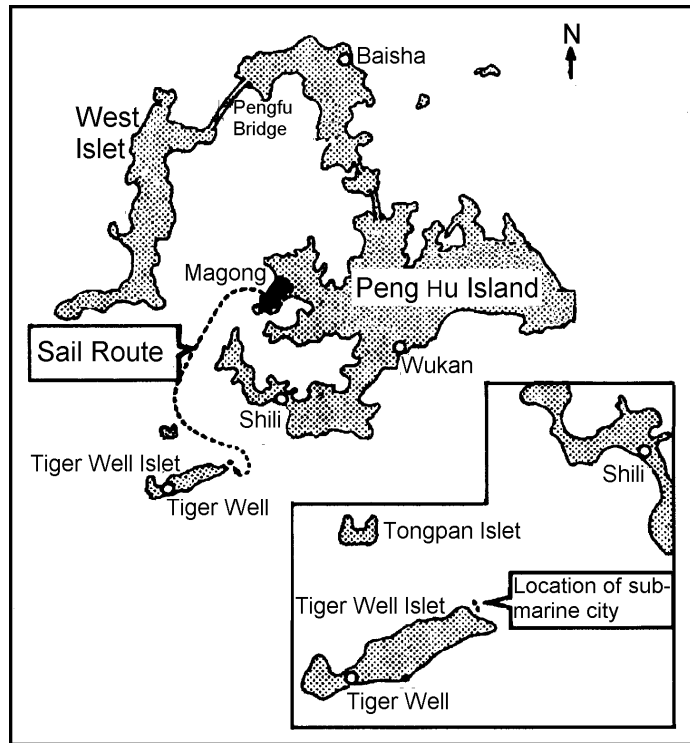 N
Baisha
Pengfu
Bridge
West
Islet
Magong
Peng Hu Island
Sail Route
Wukan
Shili
Tiger Well Islet
Tiger Well
Shili
Tongpan Islet
Location of sub-
marine city
Tiger Well Islet
Tiger Well